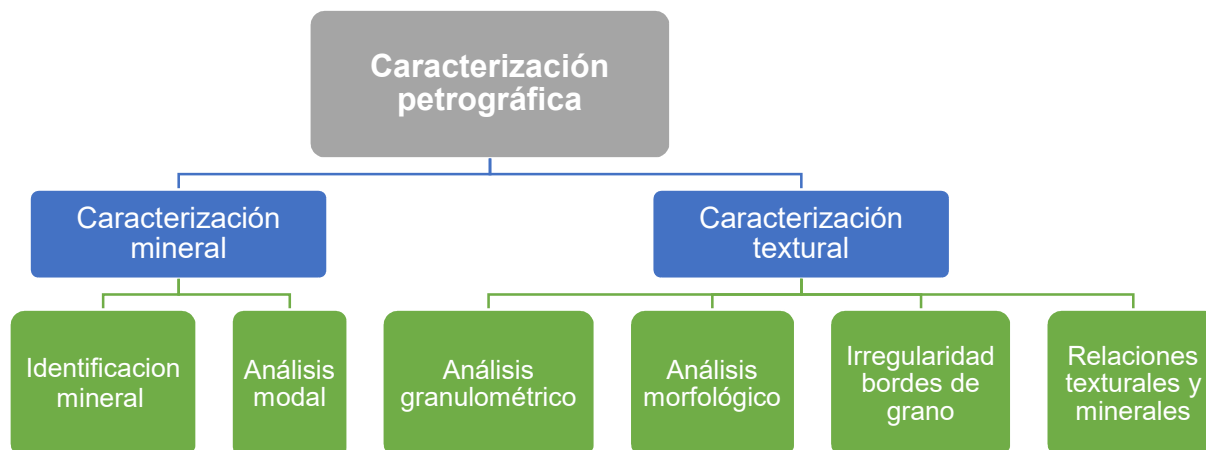 Caracterización
petrográfica
Caracterización
mineral
Caracterización
textural
Identificacion
mineral
Análisis
modal
Análisis
granulométrico
Análisis
morfológico
Irregularidad
bordes de
grano
Relaciones
texturales y
minerales